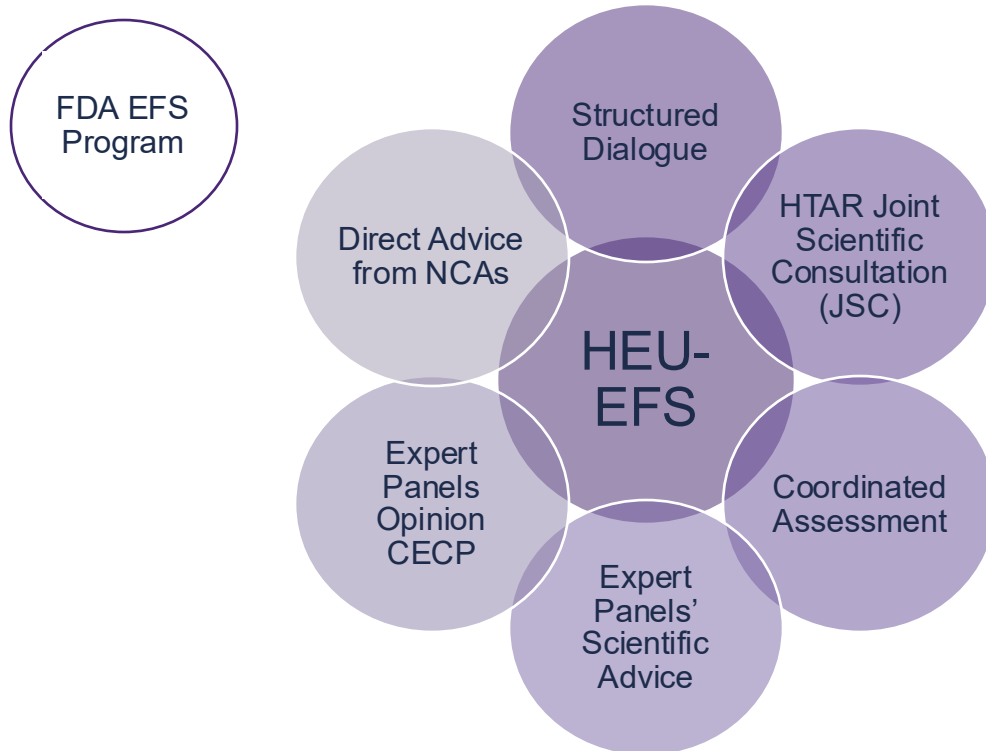 FDA EFS
Program
Structured
Dialogue
HTAR Joint
Scientific
Consultation
(JSC)
Direct Advice
from NCAs
HEU-
EFS
Expert
Panels
Opinion
CECP
Coordinated
Assessment
Expert
Panels’
Scientific
Advice